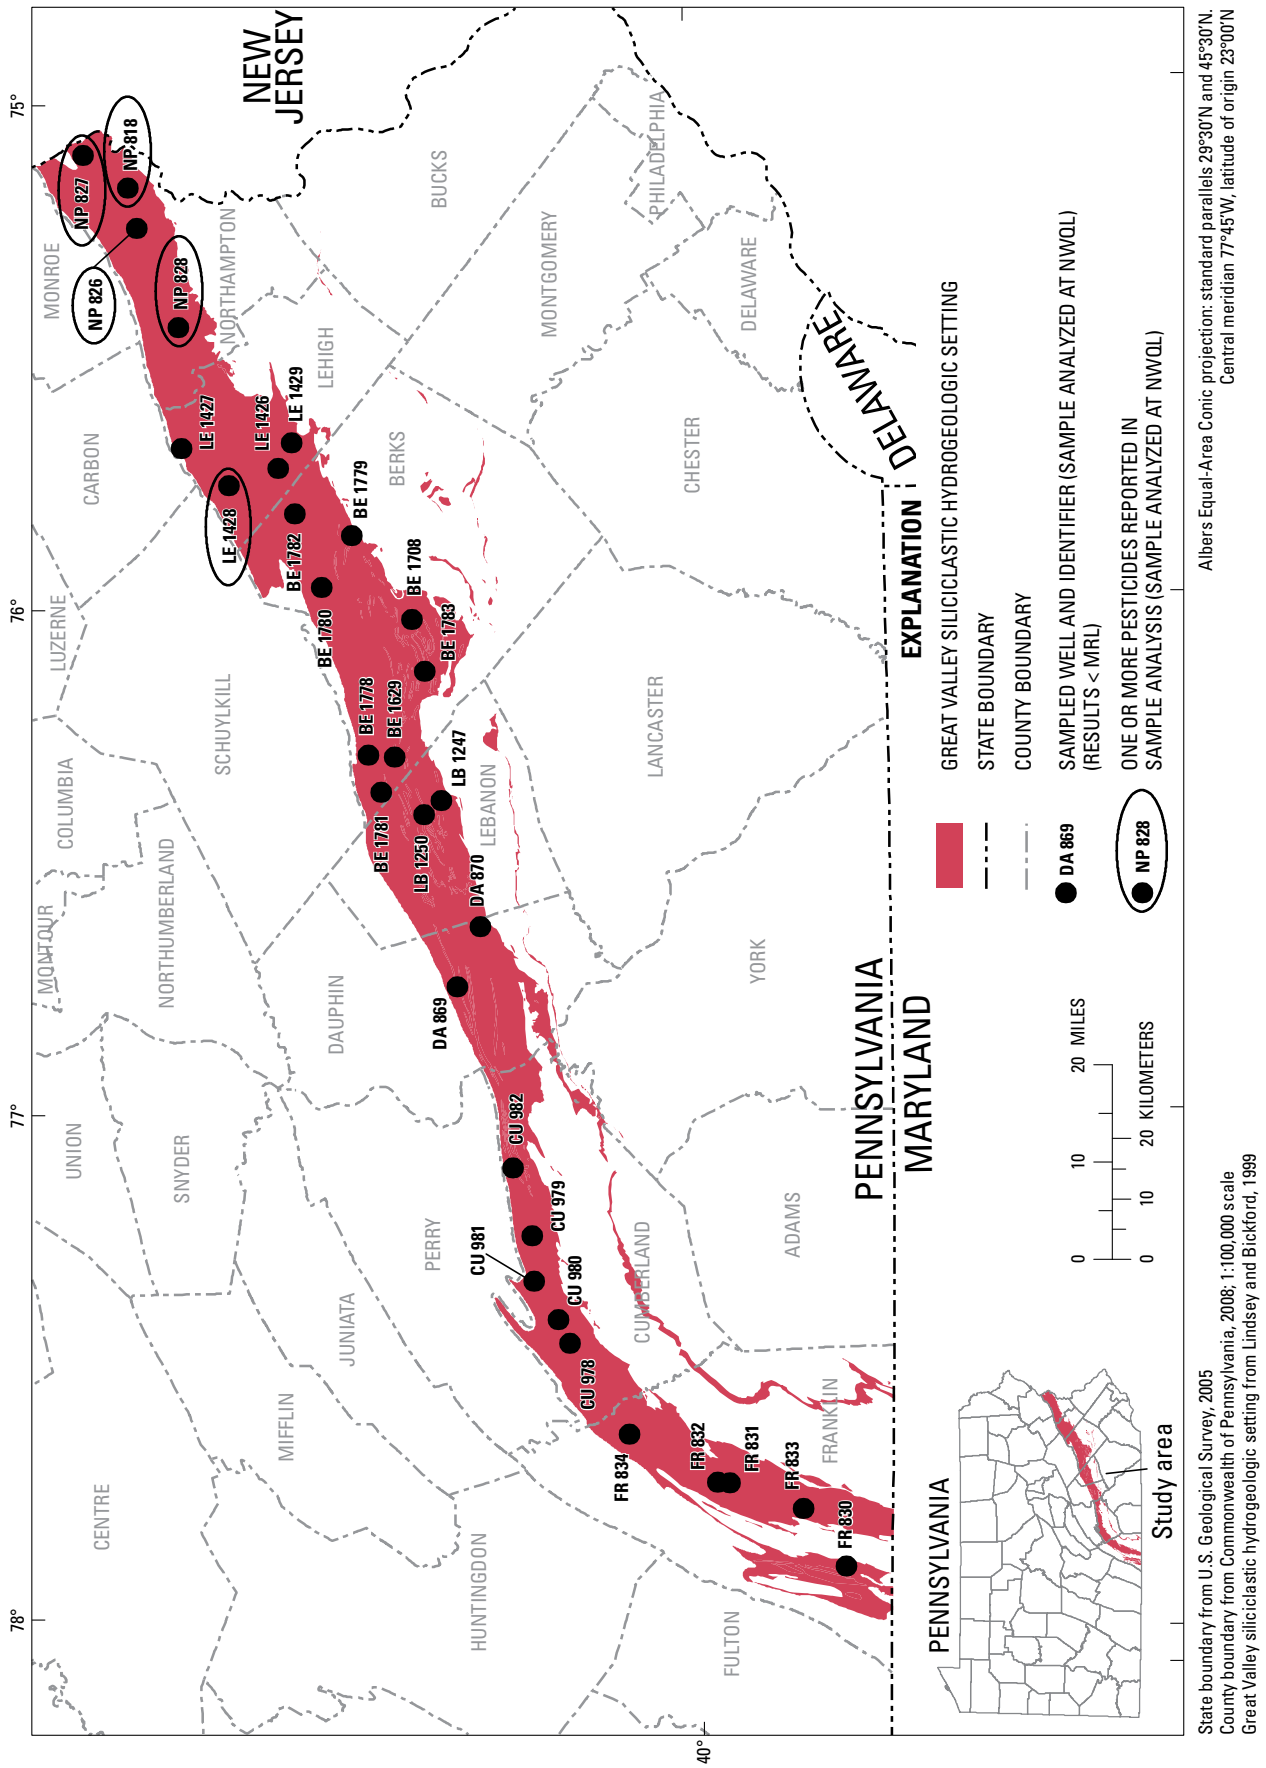 78°
77°
76°
75°
40°
CENTRE
UNION
MONTOUR
COLUMBIA
LUZERNE
CARBON
MONROE
SNYDER
NORTHUMBERLAND
SCHUYLKILL
MIFFLIN
JUNIATA
PERRY
DAUPHIN
HUNTINGDON
FULTON
FRANKLIN
CUMBERLAND
ADAMS
YORK
LEBANON
LANCASTER
BERKS
LEHIGH
NORTHAMPTON
BUCKS
MONTGOMERY
PHILADELPHIA
DELAWARE
CHESTER
NEW
JERSEY
DELAWARE
PENNSYLVANIA
MARYLAND
NP 827
NP 818
NP 826
NP 828
LE 1427
LE 1426
LE 1429
LE 1428
BE 1782
BE 1779
BE 1780
BE 1708
BE 1783
BE 1778
BE 1629
BE 1781
LB 1247
LB 1250
DA 870
DA 869
CU 982
CU 979
CU 981
CU 980
CU 978
FR 834
FR 832
FR 831
FR 833
FR 830
PENNSYLVANIA
Study area
0 10 20 MILES
0 10 20 KILOMETERS
EXPLANATION
GREAT VALLEY SILICICLASTIC HYDROGEOLOGIC SETTING
STATE BOUNDARY
COUNTY BOUNDARY
DA 869
SAMPLED WELL AND IDENTIFIER (SAMPLE ANALYZED AT NWQL)
(RESULTS < MRL)
NP 828
ONE OR MORE PESTICIDES REPORTED IN
SAMPLE ANALYSIS (SAMPLE ANALYZED AT NWQL)
State boundary from U.S. Geological Survey, 2005
County boundary from Commonwealth of Pennsylvania, 2008; 1:100,000 scale
Great Valley siliciclastic hydrogeologic setting from Lindsey and Bickford, 1999
Albers Equal-Area Conic projection: standard parallels 29°30'N and 45°30'N.
Central meridian 77°45'W, latitude of origin 23°00'N